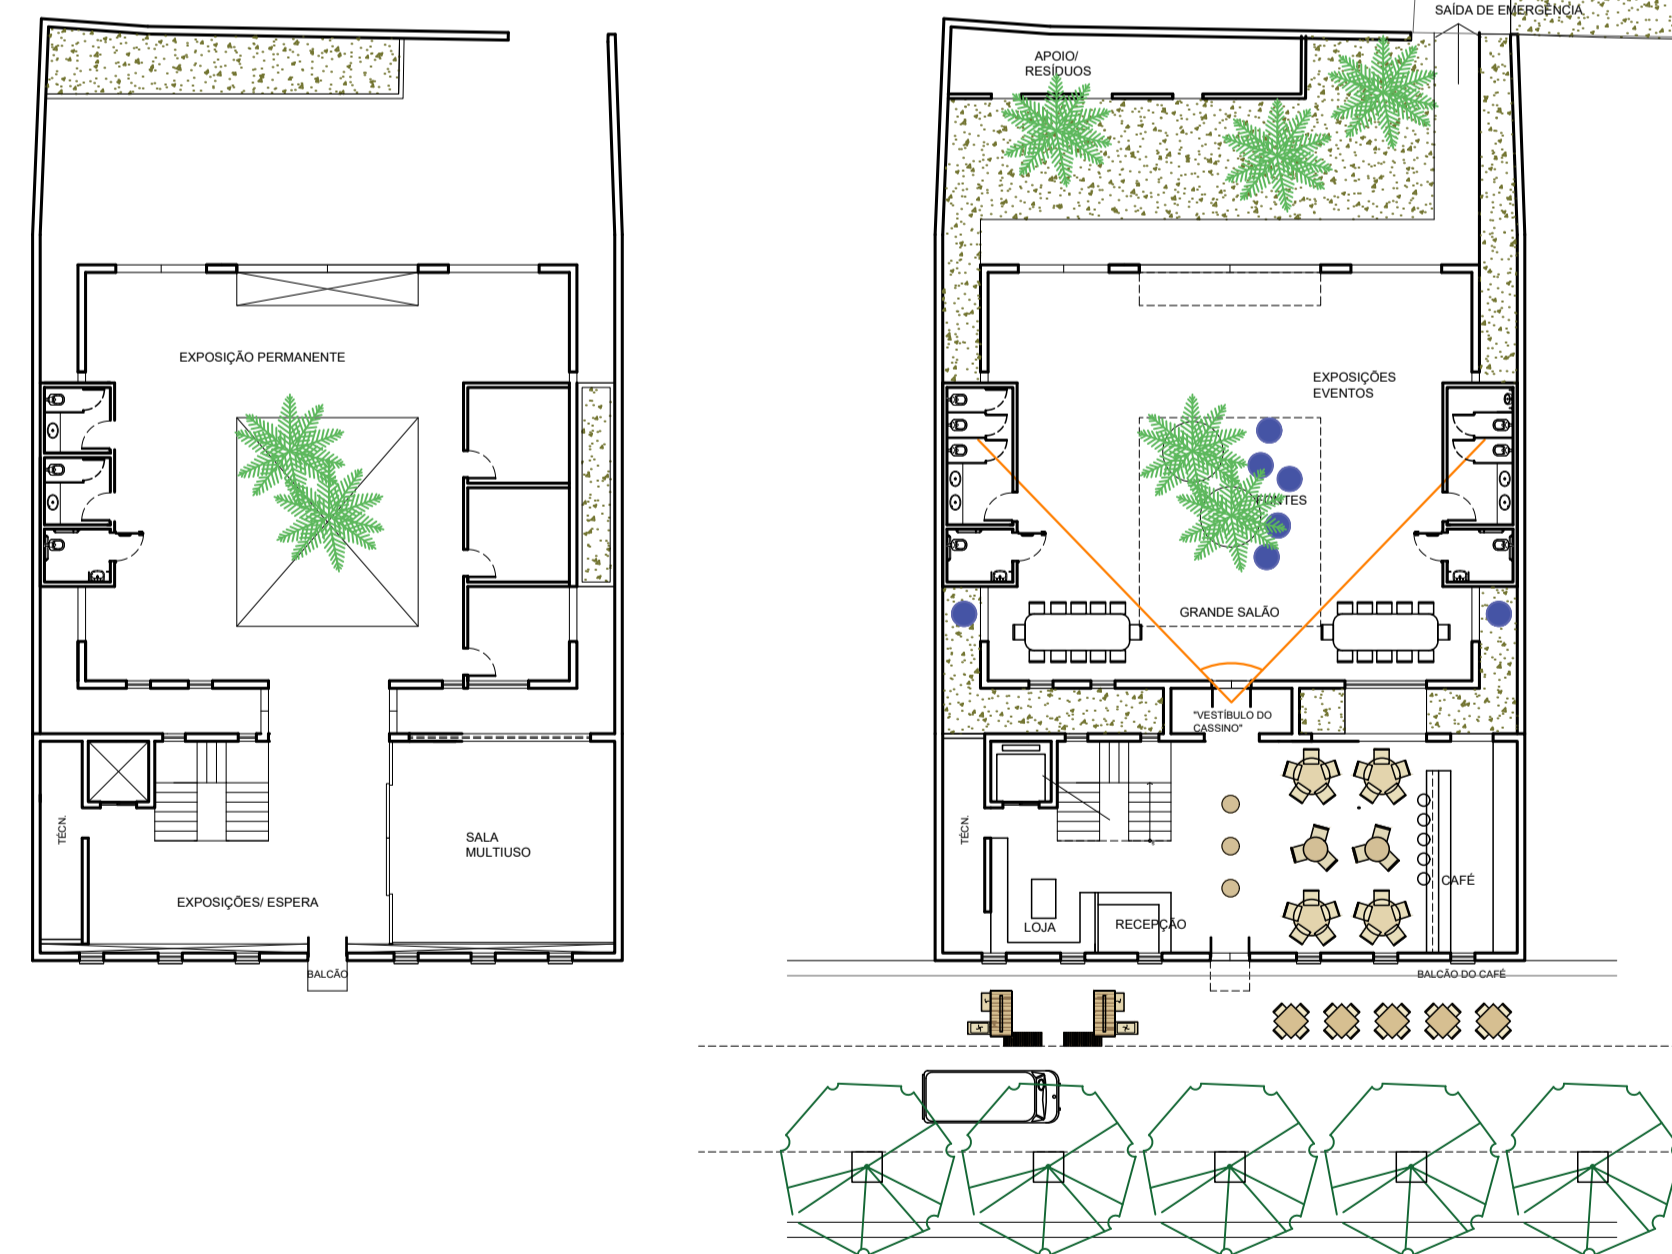 EXPOSIÇÃO PERMANENTE
TÉCN.
SALA
MULTIUSO
EXPOSIÇÕES/ ESPERA
BALCÃO
SAÍDA DE EMERGÊNCIA
APOIO/
RESÍDUOS
EXPOSIÇÕES
EVENTOS
FONTES
GRANDE SALÃO
"VESTÍBULO DO
CASSINO"
TÉCN.
CAFÉ
LOJA
RECEPÇÃO
BALCÃO DO CAFÉ